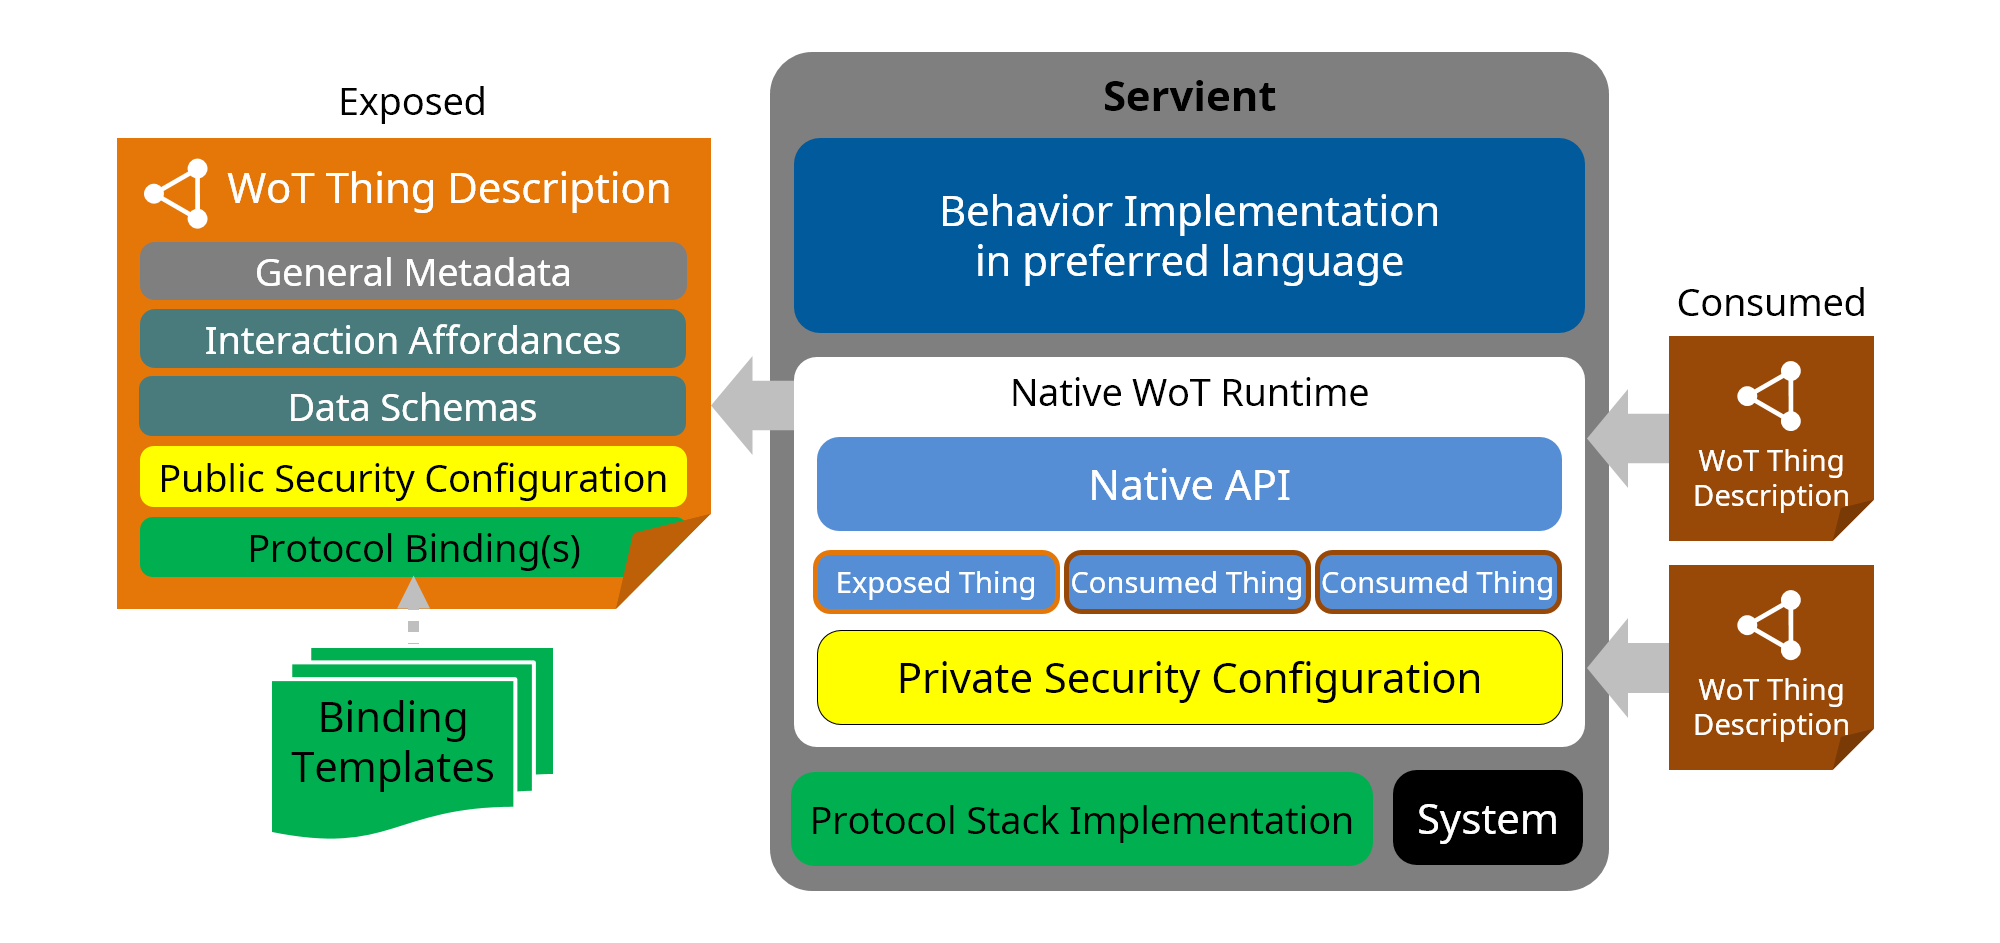 Exposed
WoT Thing Description
General Metadata
Interaction Affordances
Data Schemas
Public Security Configuration
Protocol Binding(s)
Binding
Templates
Servient
Behavior Implementation
in preferred language
Native WoT Runtime
Native API
Exposed Thing
Consumed Thing
Consumed Thing
Private Security Configuration
Protocol Stack Implementation
System
Consumed
WoT Thing
Description
WoT Thing
Description